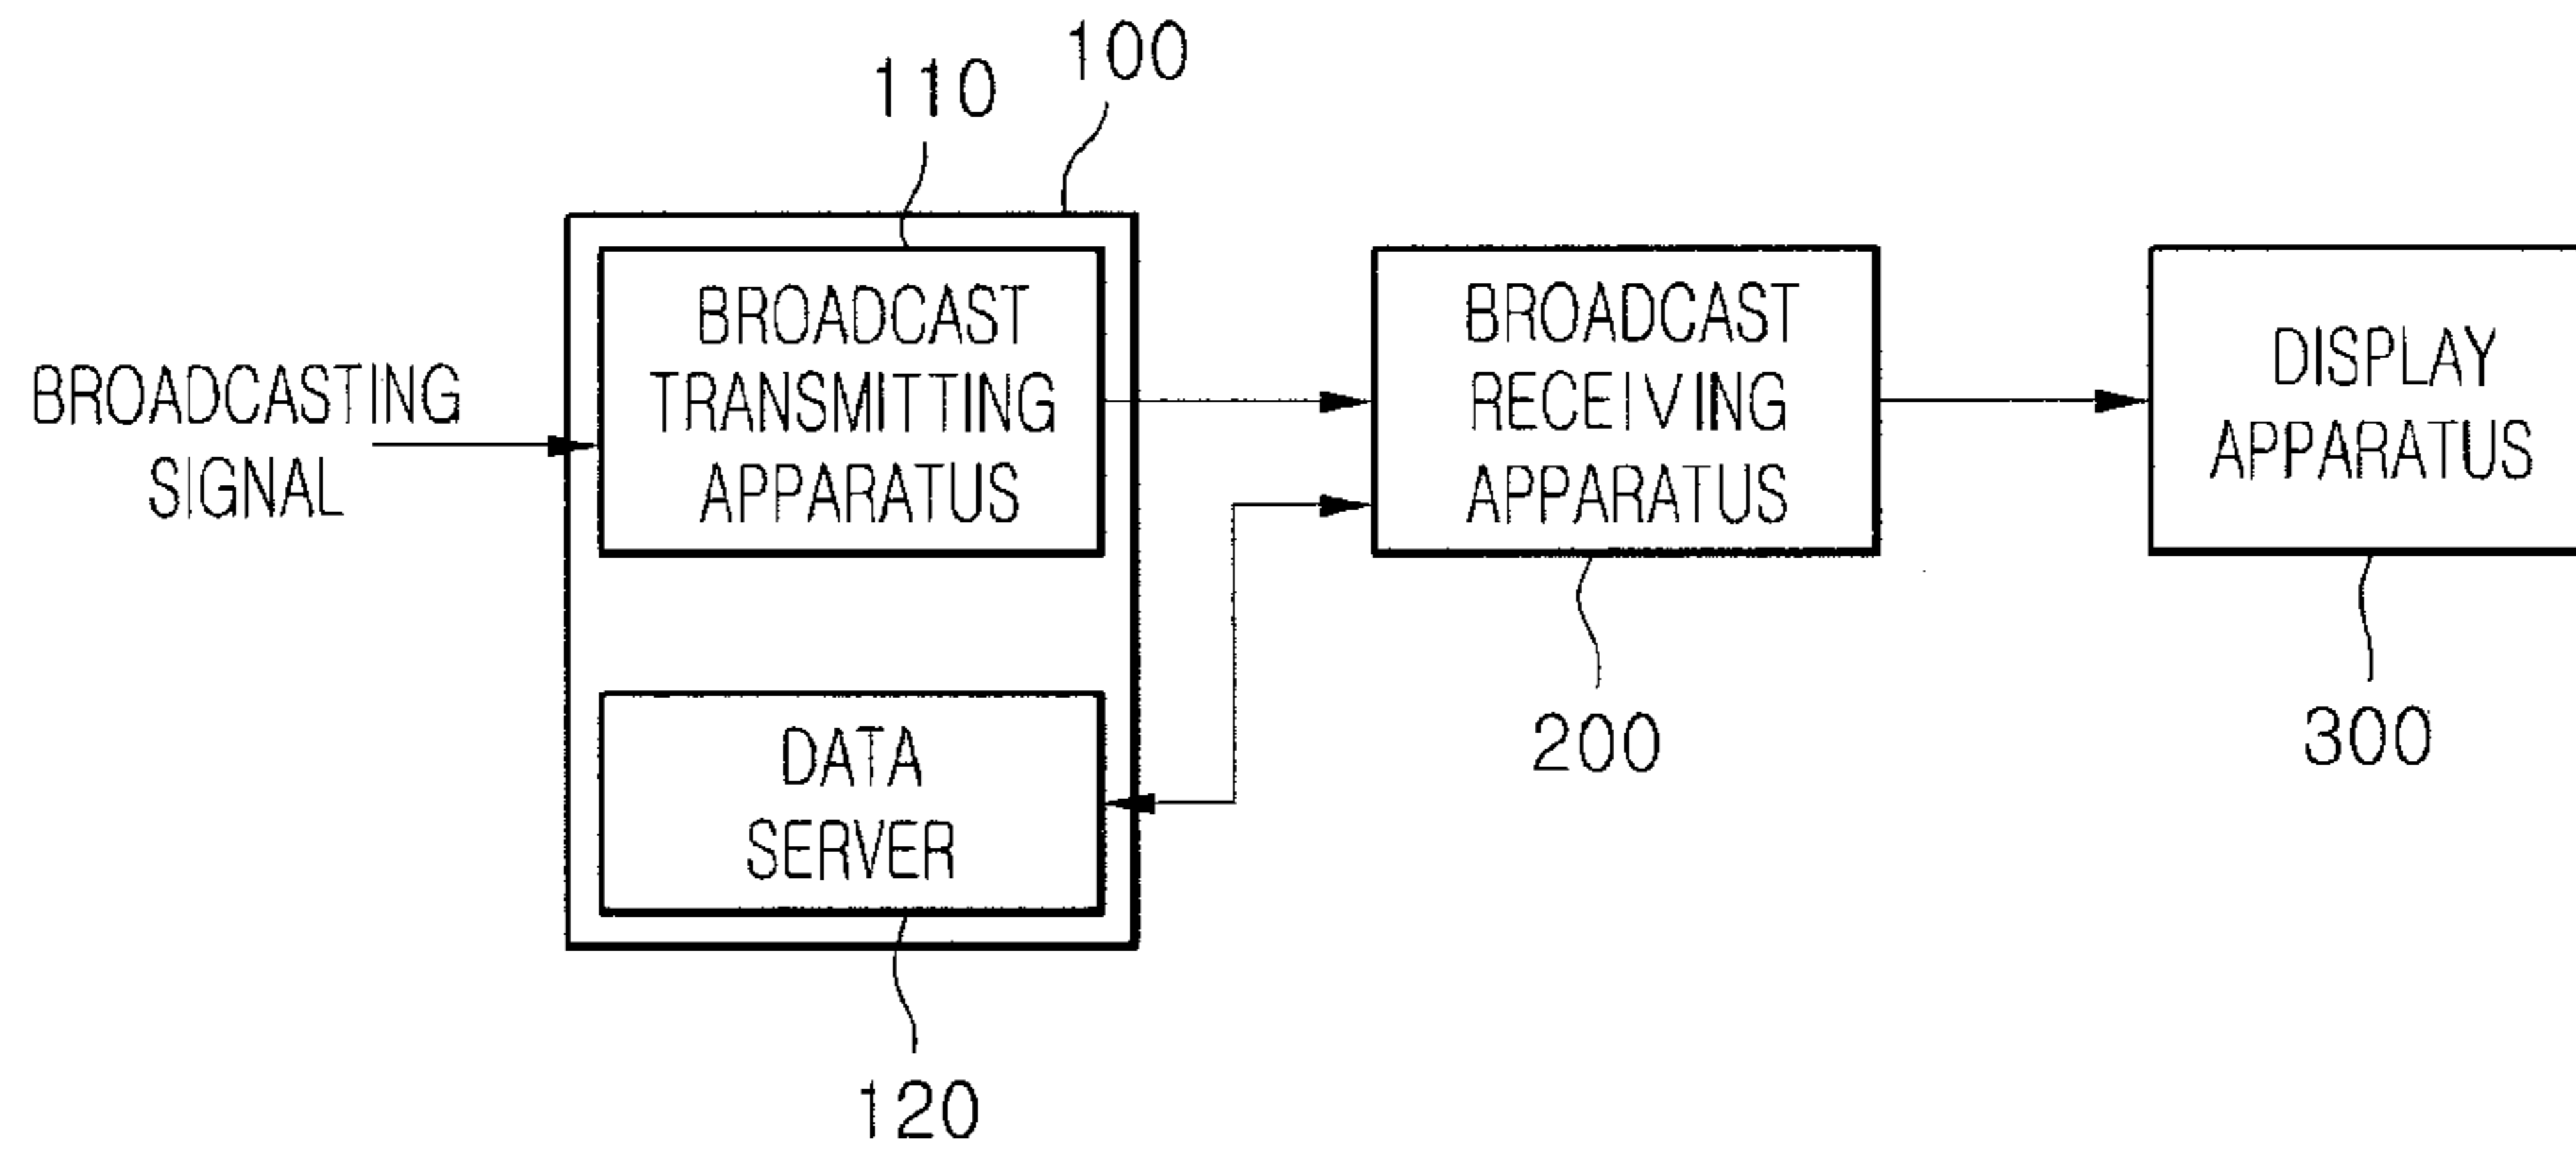 100
110
BROADCASTING
SIGNAL
BROADCAST
TRANSMITTING
APPARATUS
BROADCAST
RECEIVING
APPARATUS
DISPLAY
APPARATUS
200
300
DATA
SERVER
120